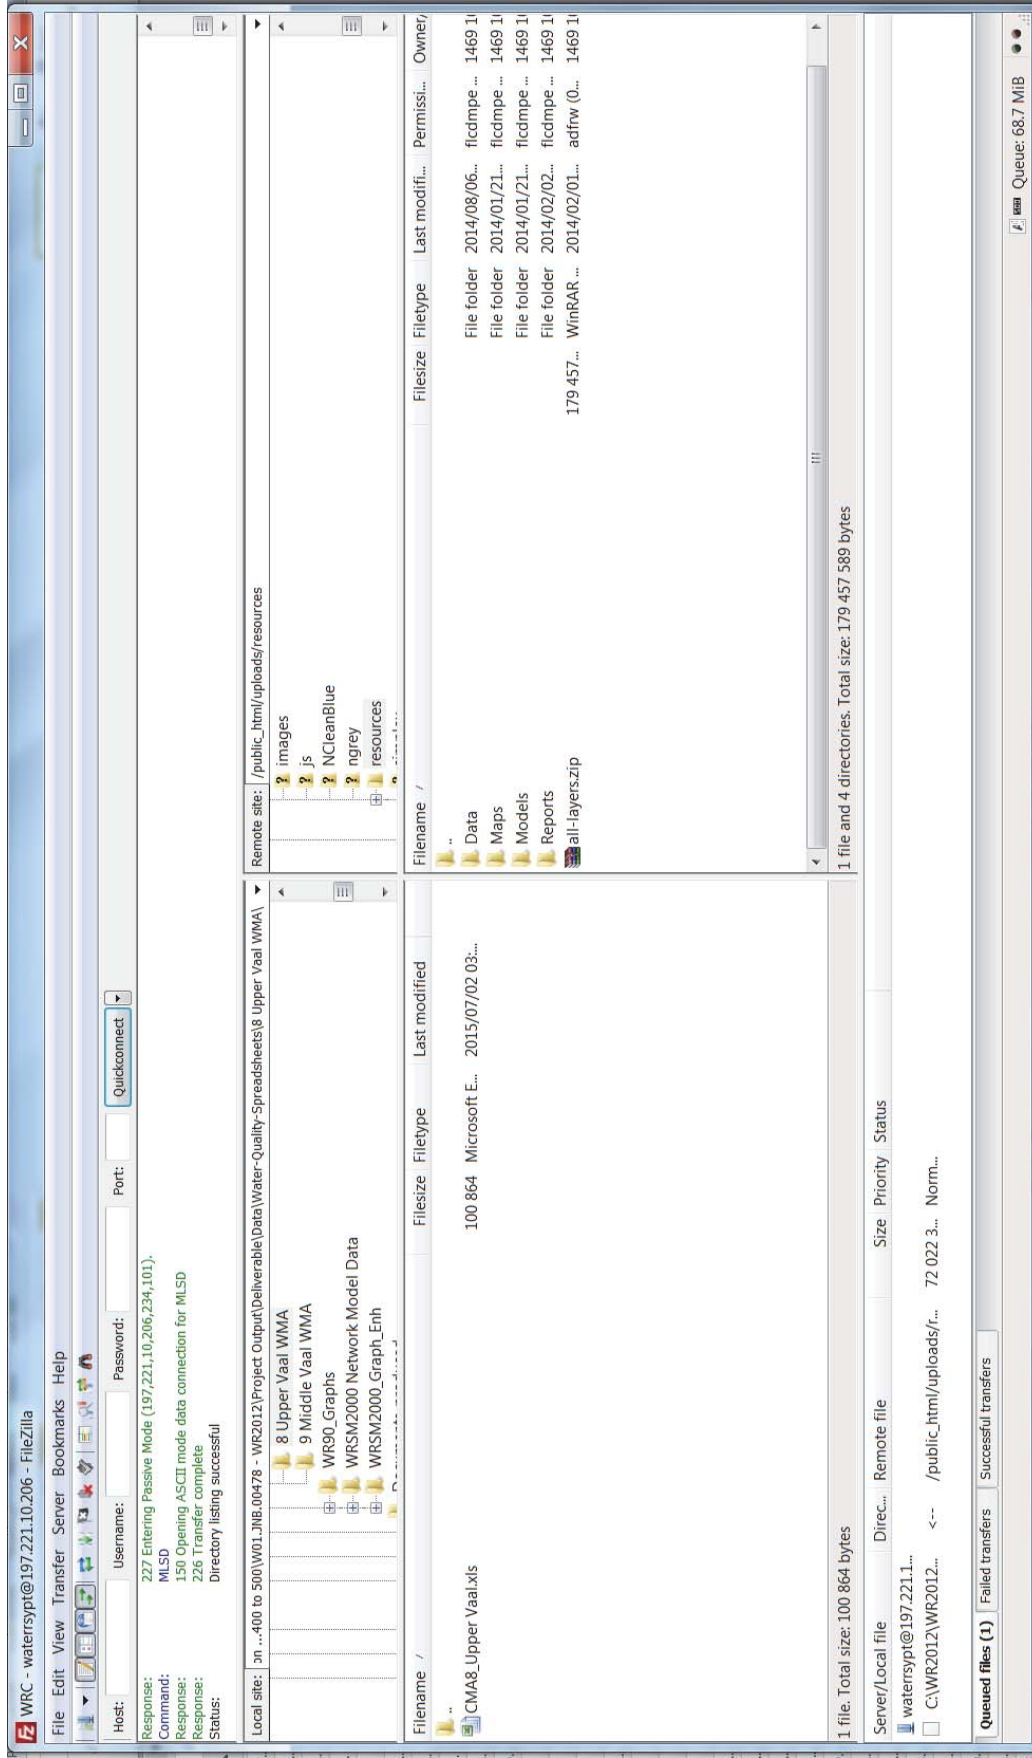 WRC - waterrsypt@197.221.10.206 - FileZilla
File Edit View Transfer Server Bookmarks Help
Host: Username: Password: Port: Quickconnect
Response: 227 Entering Passive Mode (197,221,10,206,234,101).
Command: MLSD
Response: 150 Opening ASCII mode data connection for MLSD
Response: 226 Transfer complete
Status: Directory listing successful
Local site: on ...400 to 500\W01.JNB.00478 - WR2012\Project Output\Deliverable\Data\Water-Quality-Spreadsheets\8 Upper Vaal WMA\
8 Upper Vaal WMA
9 Middle Vaal WMA
WR90_Graphs
WRSM2000 Network Model Data
WRSM2000_Graph_Enh
Filename / Filesize Filetype Last modified
..
CMA8_Upper Vaal.xls 100 864 Microsoft E... 2015/07/02 03:...
1 file. Total size: 100 864 bytes
Remote site: /public_html/uploads/resources
images
js
NCleanBlue
ngrey
resources
Filename / Filesize Filetype Last modifi... Permissi... Owner/
..
Data File folder 2014/08/06... flcdmpe ... 1469 1
Maps File folder 2014/01/21... flcdmpe ... 1469 1
Models File folder 2014/01/21... flcdmpe ... 1469 1
Reports File folder 2014/02/02... flcdmpe ... 1469 1
all-layers.zip 179 457... WinRAR ... 2014/02/01... adfrw (0... 1469 1
1 file and 4 directories. Total size: 179 457 589 bytes
Server/Local file Direc... Remote file Size Priority Status
waterrsypt@197.221.1...
C:\WR2012\WR2012... <-- /public_html/uploads/r... 72 022 3... Norm...
Queued files (1) Failed transfers Successful transfers
Queue: 68.7 MiB